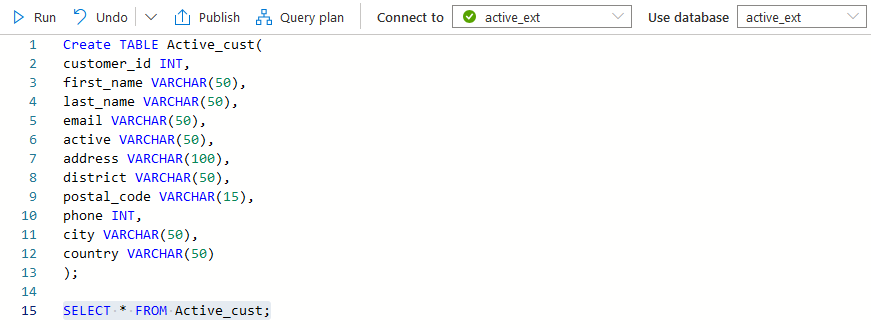 Run Undo Publish Query plan Connect to active_ext Use database active_ext
1 Create TABLE Active_cust(
2 customer_id INT,
3 first_name VARCHAR(50),
4 last_name VARCHAR(50),
5 email VARCHAR(50),
6 active VARCHAR(50),
7 address VARCHAR(100),
8 district VARCHAR(50),
9 postal_code VARCHAR(15),
10 phone INT,
11 city VARCHAR(50),
12 country VARCHAR(50)
13 );
14
15 SELECT * FROM Active_cust;